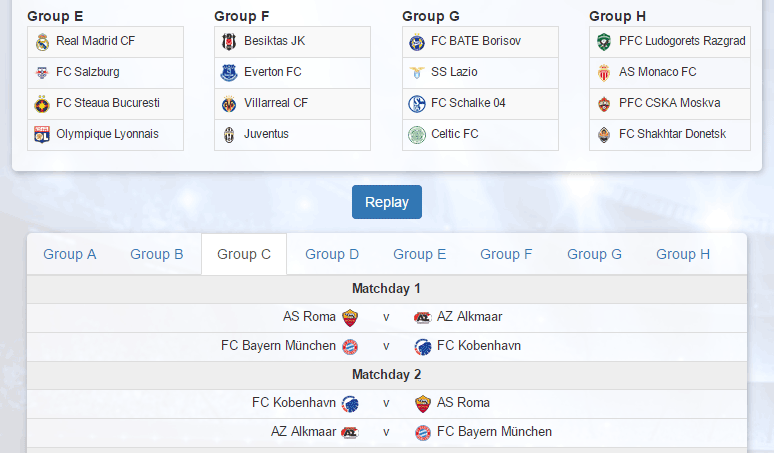 Group E Group F Group G Group H
Real Madrid CF Besiktas JK FC BATE Borisov PFC Ludogorets Razgrad
FC Salzburg Everton FC SS Lazio AS Monaco FC
FC Steaua Bucuresti Villarreal CF FC Schalke 04 PFC CSKA Moskva
Olympique Lyonnais Juventus Celtic FC FC Shakhtar Donetsk
Replay
Group A Group B Group C Group D Group E Group F Group G Group H
Matchday 1
AS Roma v AZ Alkmaar
FC Bayern München v FC Kobenhavn
Matchday 2
FC Kobenhavn v AS Roma
AZ Alkmaar v FC Bayern München